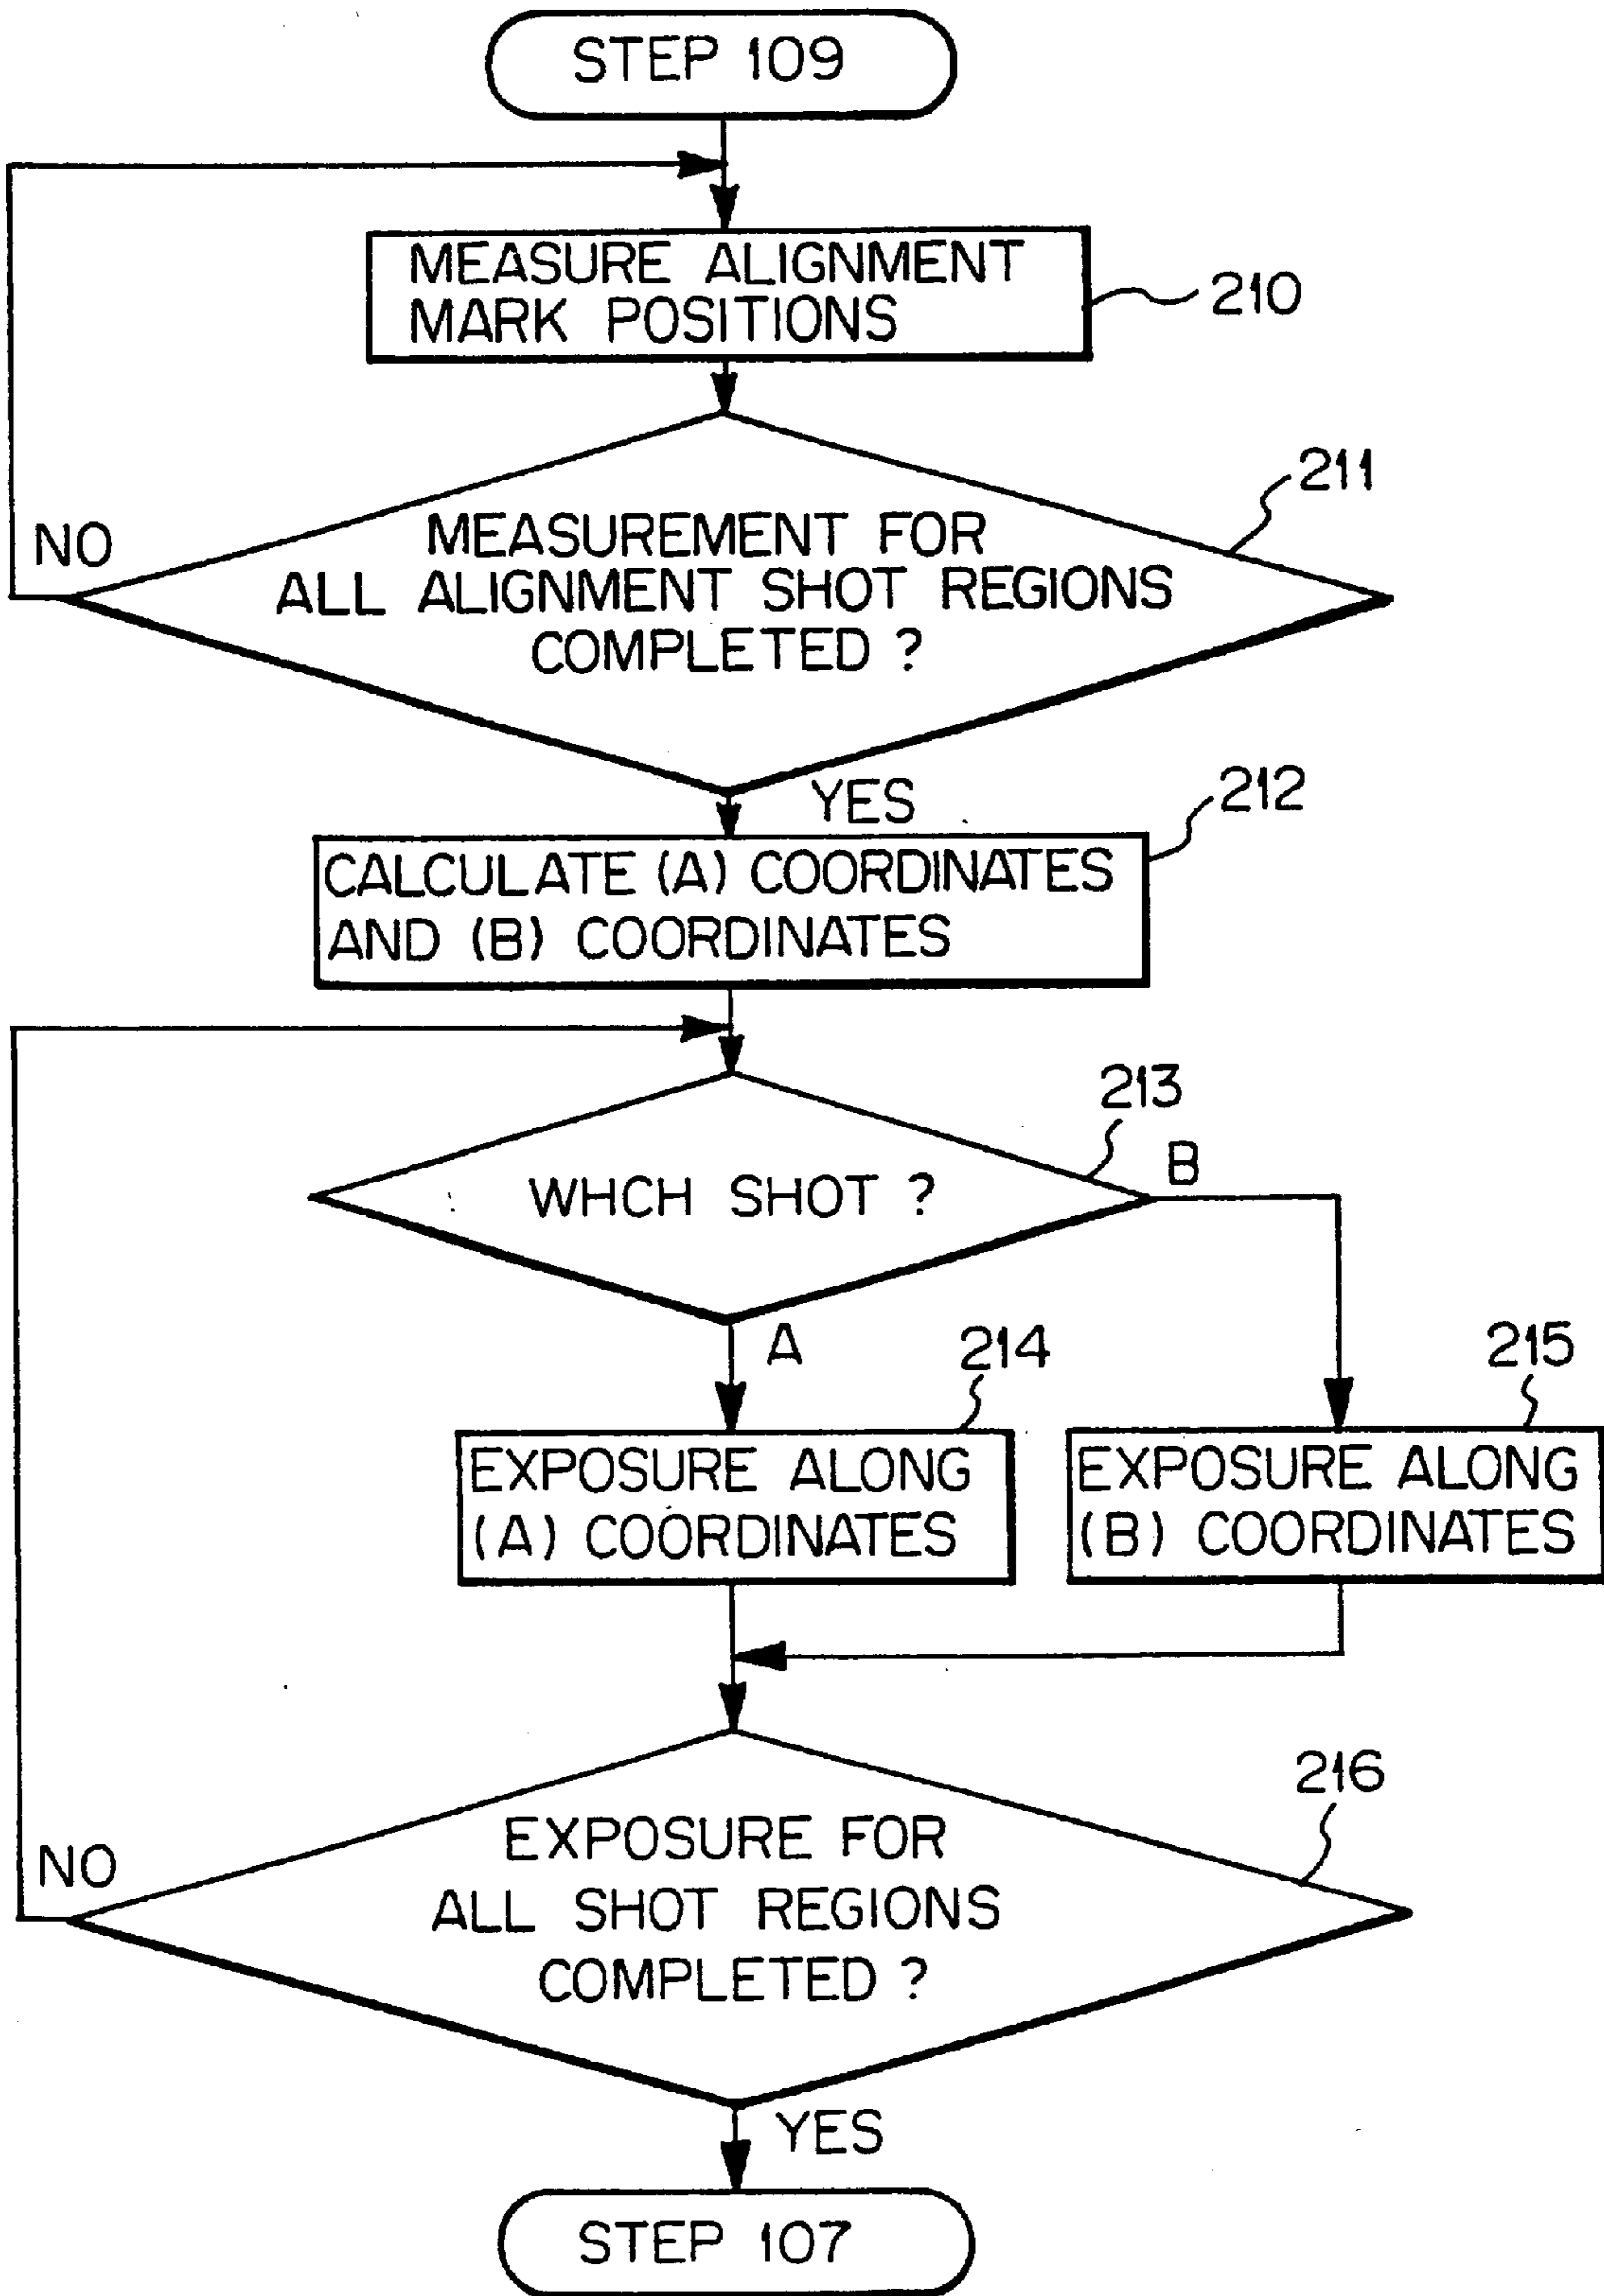 STEP 109
MEASURE ALIGNMENT
MARK POSITIONS
210
211
NO
MEASUREMENT FOR
ALL ALIGNMENT SHOT REGIONS
COMPLETED ?
YES
212
CALCULATE (A) COORDINATES
AND (B) COORDINATES
213
B
WHCH SHOT ?
A
214
215
EXPOSURE ALONG
(A) COORDINATES
EXPOSURE ALONG
(B) COORDINATES
216
NO
EXPOSURE FOR
ALL SHOT REGIONS
COMPLETED ?
YES
STEP 107